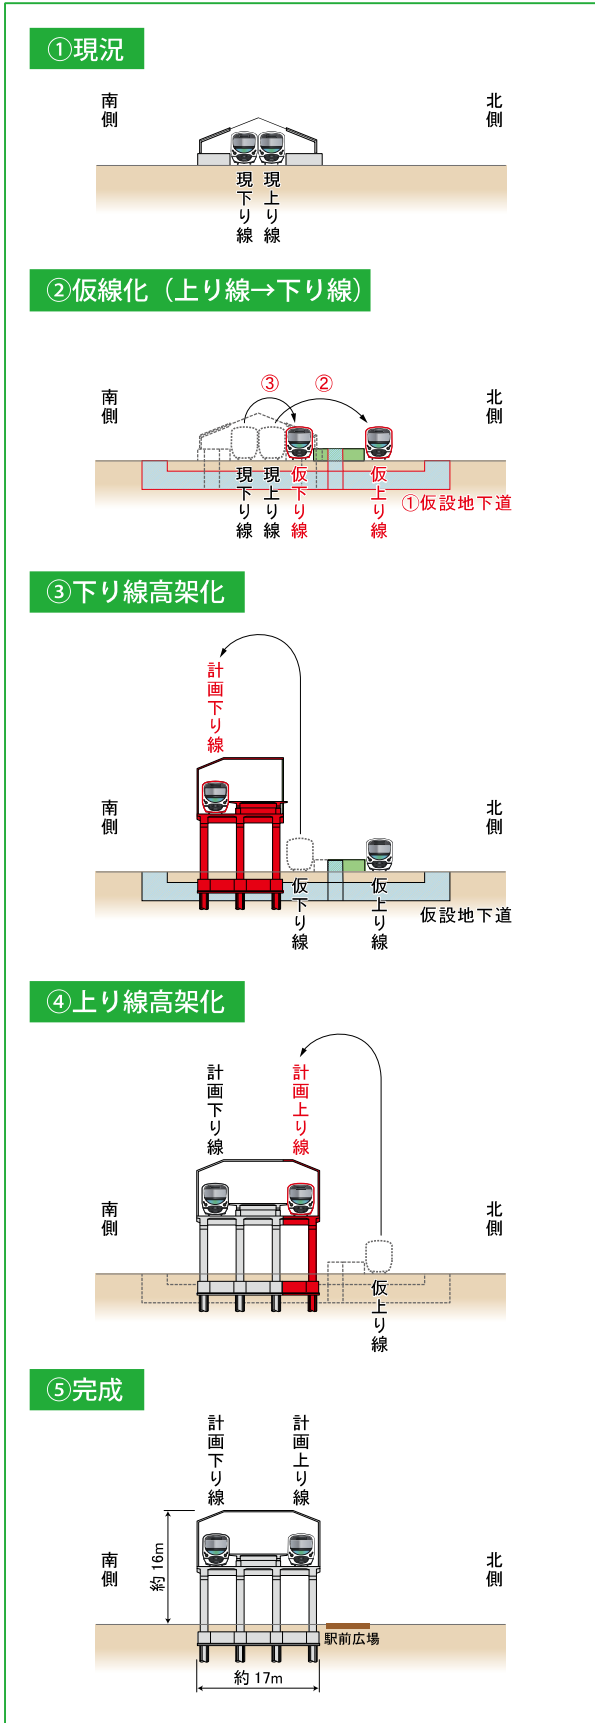 ①現況
南側
北側
現下り線
現上り線
②仮線化（上り線→下り線）
南側
③
②
北側
現下り線
現上り線
仮下り線
仮上り線
①仮設地下道
③下り線高架化
計画下り線
南側
北側
仮下り線
仮上り線
仮設地下道
④上り線高架化
計画下り線
計画上り線
南側
北側
仮上り線
⑤完成
計画下り線
計画上り線
南側
約16m
北側
駅前広場
約17m